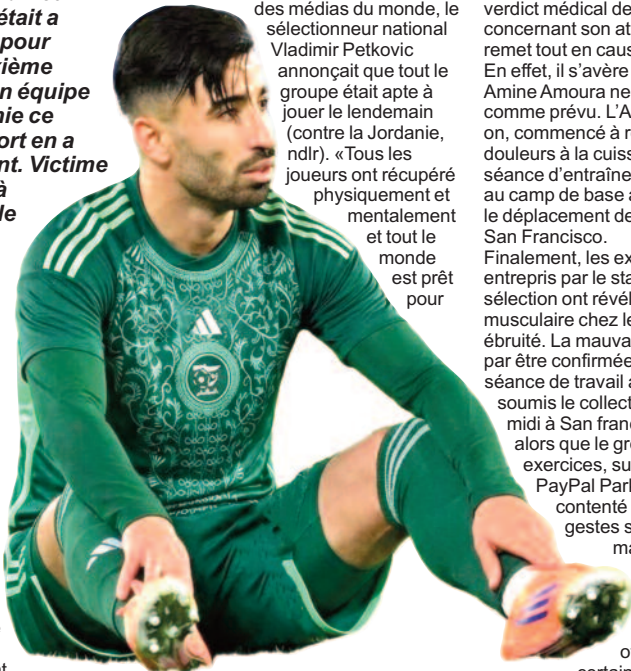 était a
pour
xième
n équipe
nie ce
ort en a
nt. Victime
à
le
des médias du monde, le
sélectionneur national
Vladimir Petkovic
annonçait que tout le
groupe était apte à
jouer le lendemain
(contre la Jordanie,
ndlr). «Tous les
joueurs ont récupéré
physiquement et
mentalement
et tout le
monde
est prêt
pour
verdict médical de
concernant son at
remet tout en caus
En effet, il s’avère
Amine Amoura ne
comme prévu. L’A
on, commencé à r
douleurs à la cuiss
séance d’entraîne
au camp de base a
le déplacement de
San Francisco.
Finalement, les ex
entrepris par le sta
sélection ont révél
musculaire chez le
ébruité. La mauva
par être confirmée
séance de travail a
soumis le collect
midi à San franc
alors que le gro
exercices, su
PayPal Park
contenté
gestes s
ma
o
certain